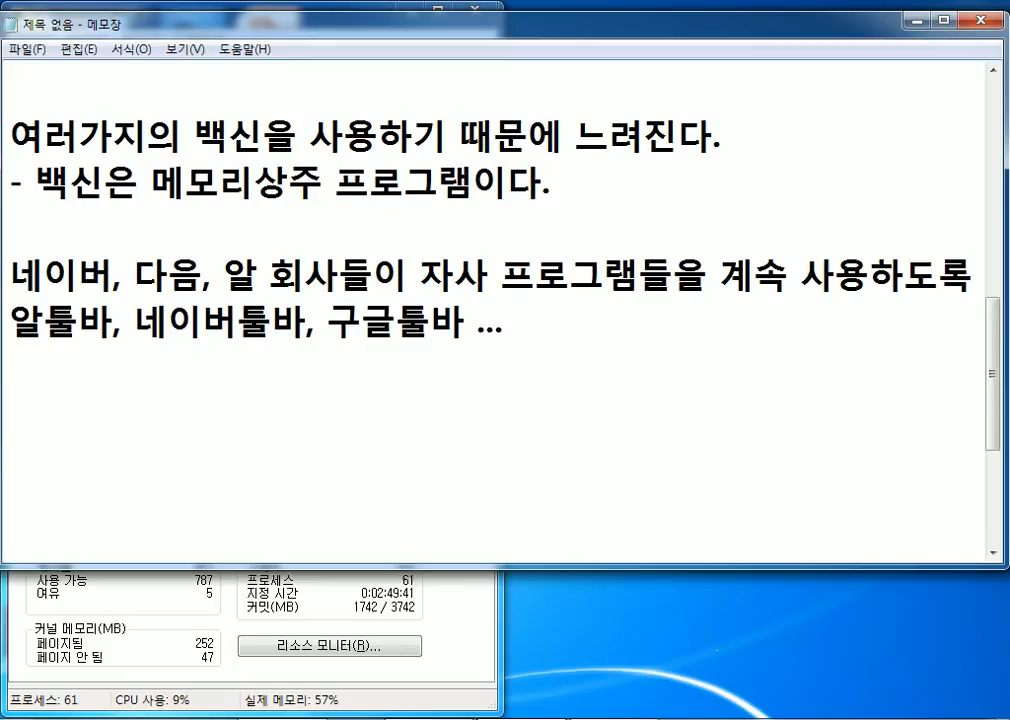 제목 없음 - 메모장
파일(F) 편집(E) 서식(O) 보기(V) 도움말(H)
여러가지의 백신을 사용하기 때문에 느려진다.
- 백신은 메모리상주 프로그램이다.
네이버, 다음, 알 회사들이 자사 프로그램들을 계속 사용하도록
알툴바, 네이버툴바, 구글툴바 ...
사용 가능 787
여유 5
프로세스 61
지정 시간 0:02:49:41
커밋(MB) 1742 / 3742
커널 메모리(MB)
페이지됨 252
페이지 안 됨 47
리소스 모니터(R)...
프로세스: 61 CPU 사용: 9% 실제 메모리: 57%